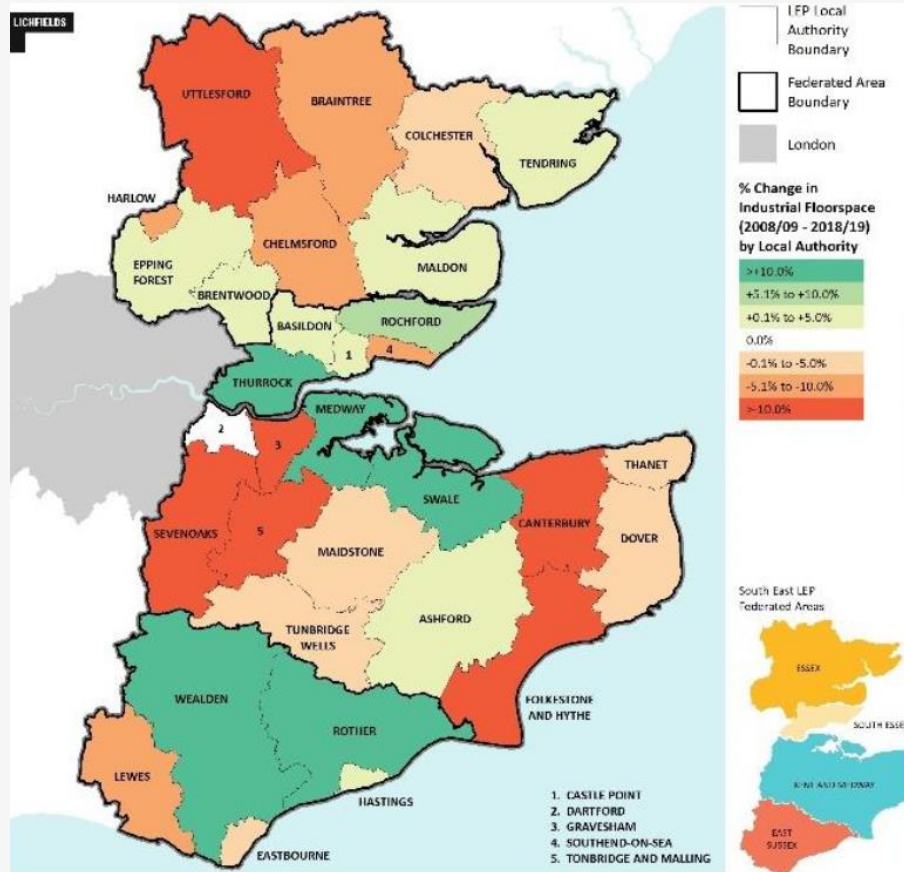 LICHFIELDS
LEP Local
Authority
Boundary
Federated Area
Boundary
London
% Change in
Industrial Floorspace
(2008/09 - 2018/19)
by Local Authority
>+10.0%
+5.1% to +10.0%
+0.1% to +5.0%
0.0%
-0.1% to -5.0%
-5.1% to -10.0%
>-10.0%
UTTLESFORD
BRAINTREE
COLCHESTER
TENDRING
HARLOW
CHELMSFORD
EPPING
FOREST
MALDON
BRENTWOOD
BASILDON
ROCHFORD
1
4
THURROCK
MEDWAY
2
3
SWALE
THANET
CANTERBURY
SEVENOAKS
5
MAIDSTONE
DOVER
ASHFORD
TUNBRIDGE
WELLS
WEALDEN
FOLKESTONE
AND HYTHE
ROTHER
LEWES
HASTINGS
EASTBOURNE
1. CASTLE POINT
2. DARTFORD
3. GRAVESHAM
4. SOUTHEND-ON-SEA
5. TONBRIDGE AND MALLING
South East LEP
Federated Areas
ESSEX
SOUTH ESSE
KENT AND MEDWAY
EAST
SUSSEX